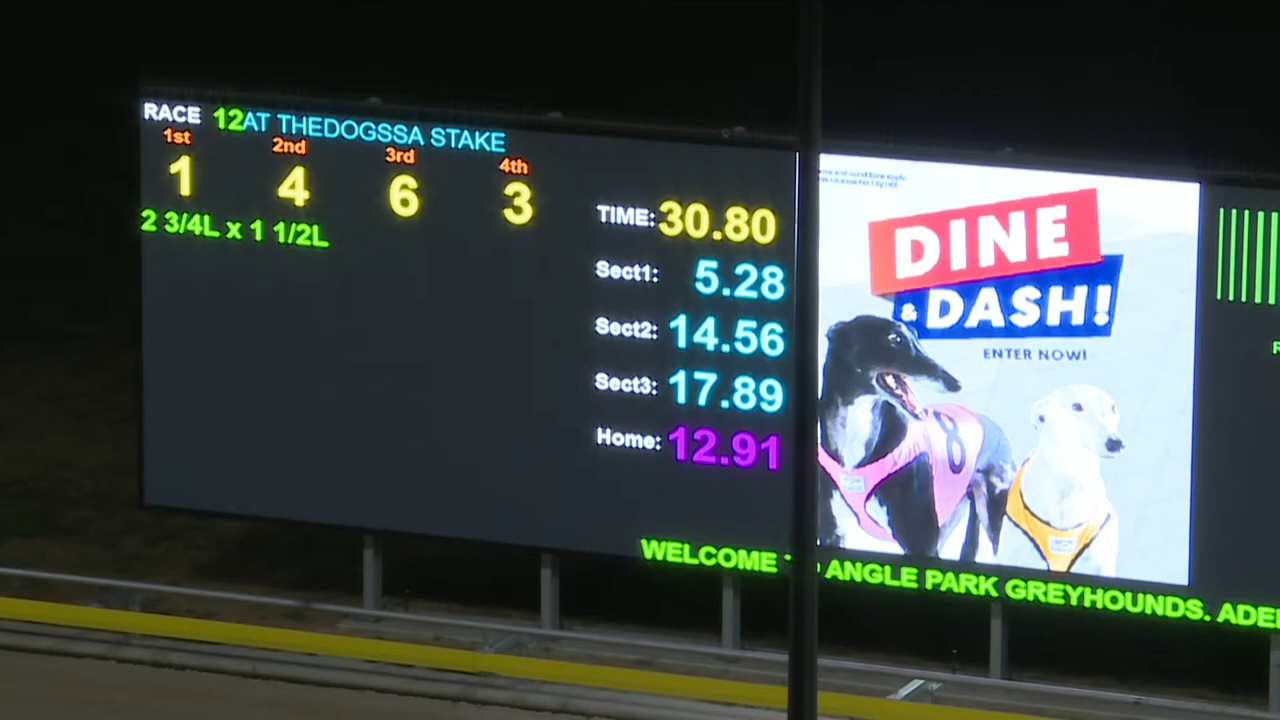 RACE 12AT THEDOGSSA STAKE
1st 2nd 3rd 4th
1 4 6 3
2 3/4L x 1 1/2L
TIME: 30.80
Sect1: 5.28
Sect2: 14.56
Sect3: 17.89
Home: 12.91
DINE
& DASH!
ENTER NOW!
8
WELCOME ANGLE PARK GREYHOUNDS. ADE